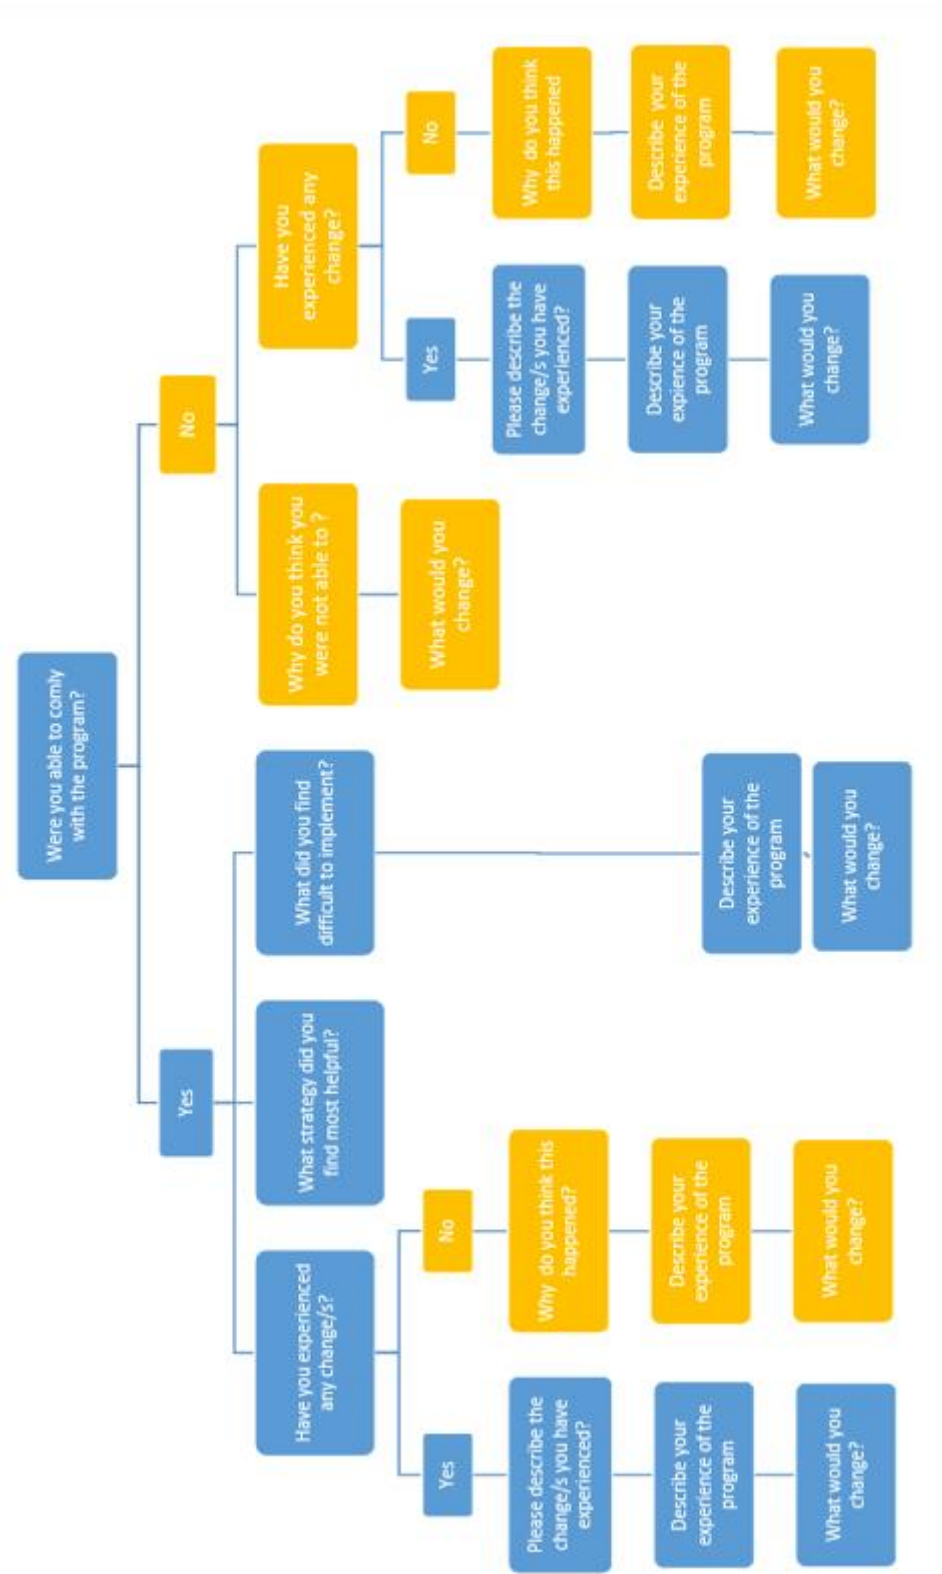 Were you able to comly
with the program?
Yes
No
Have you experienced
any change/s?
What strategy did you
find most helpful?
What did you find
difficult to implement?
Why do you think you
were not able to ?
Have you
experienced any
change?
Yes
No
What would you
change?
Yes
No
Please describe the
change/s you have
experienced?
Why do you think this
happened?
Please describe the
change/s you have
experienced?
Why do you think
this happened
Describe your
experience of the
program
Describe your
experience of the
program
Describe your
experience of the
program
Describe your
expience of the
program
Describe your
experience of the
program
What would you
change?
What would you
change?
What would you
change?
What would you
change?
What would you
change?